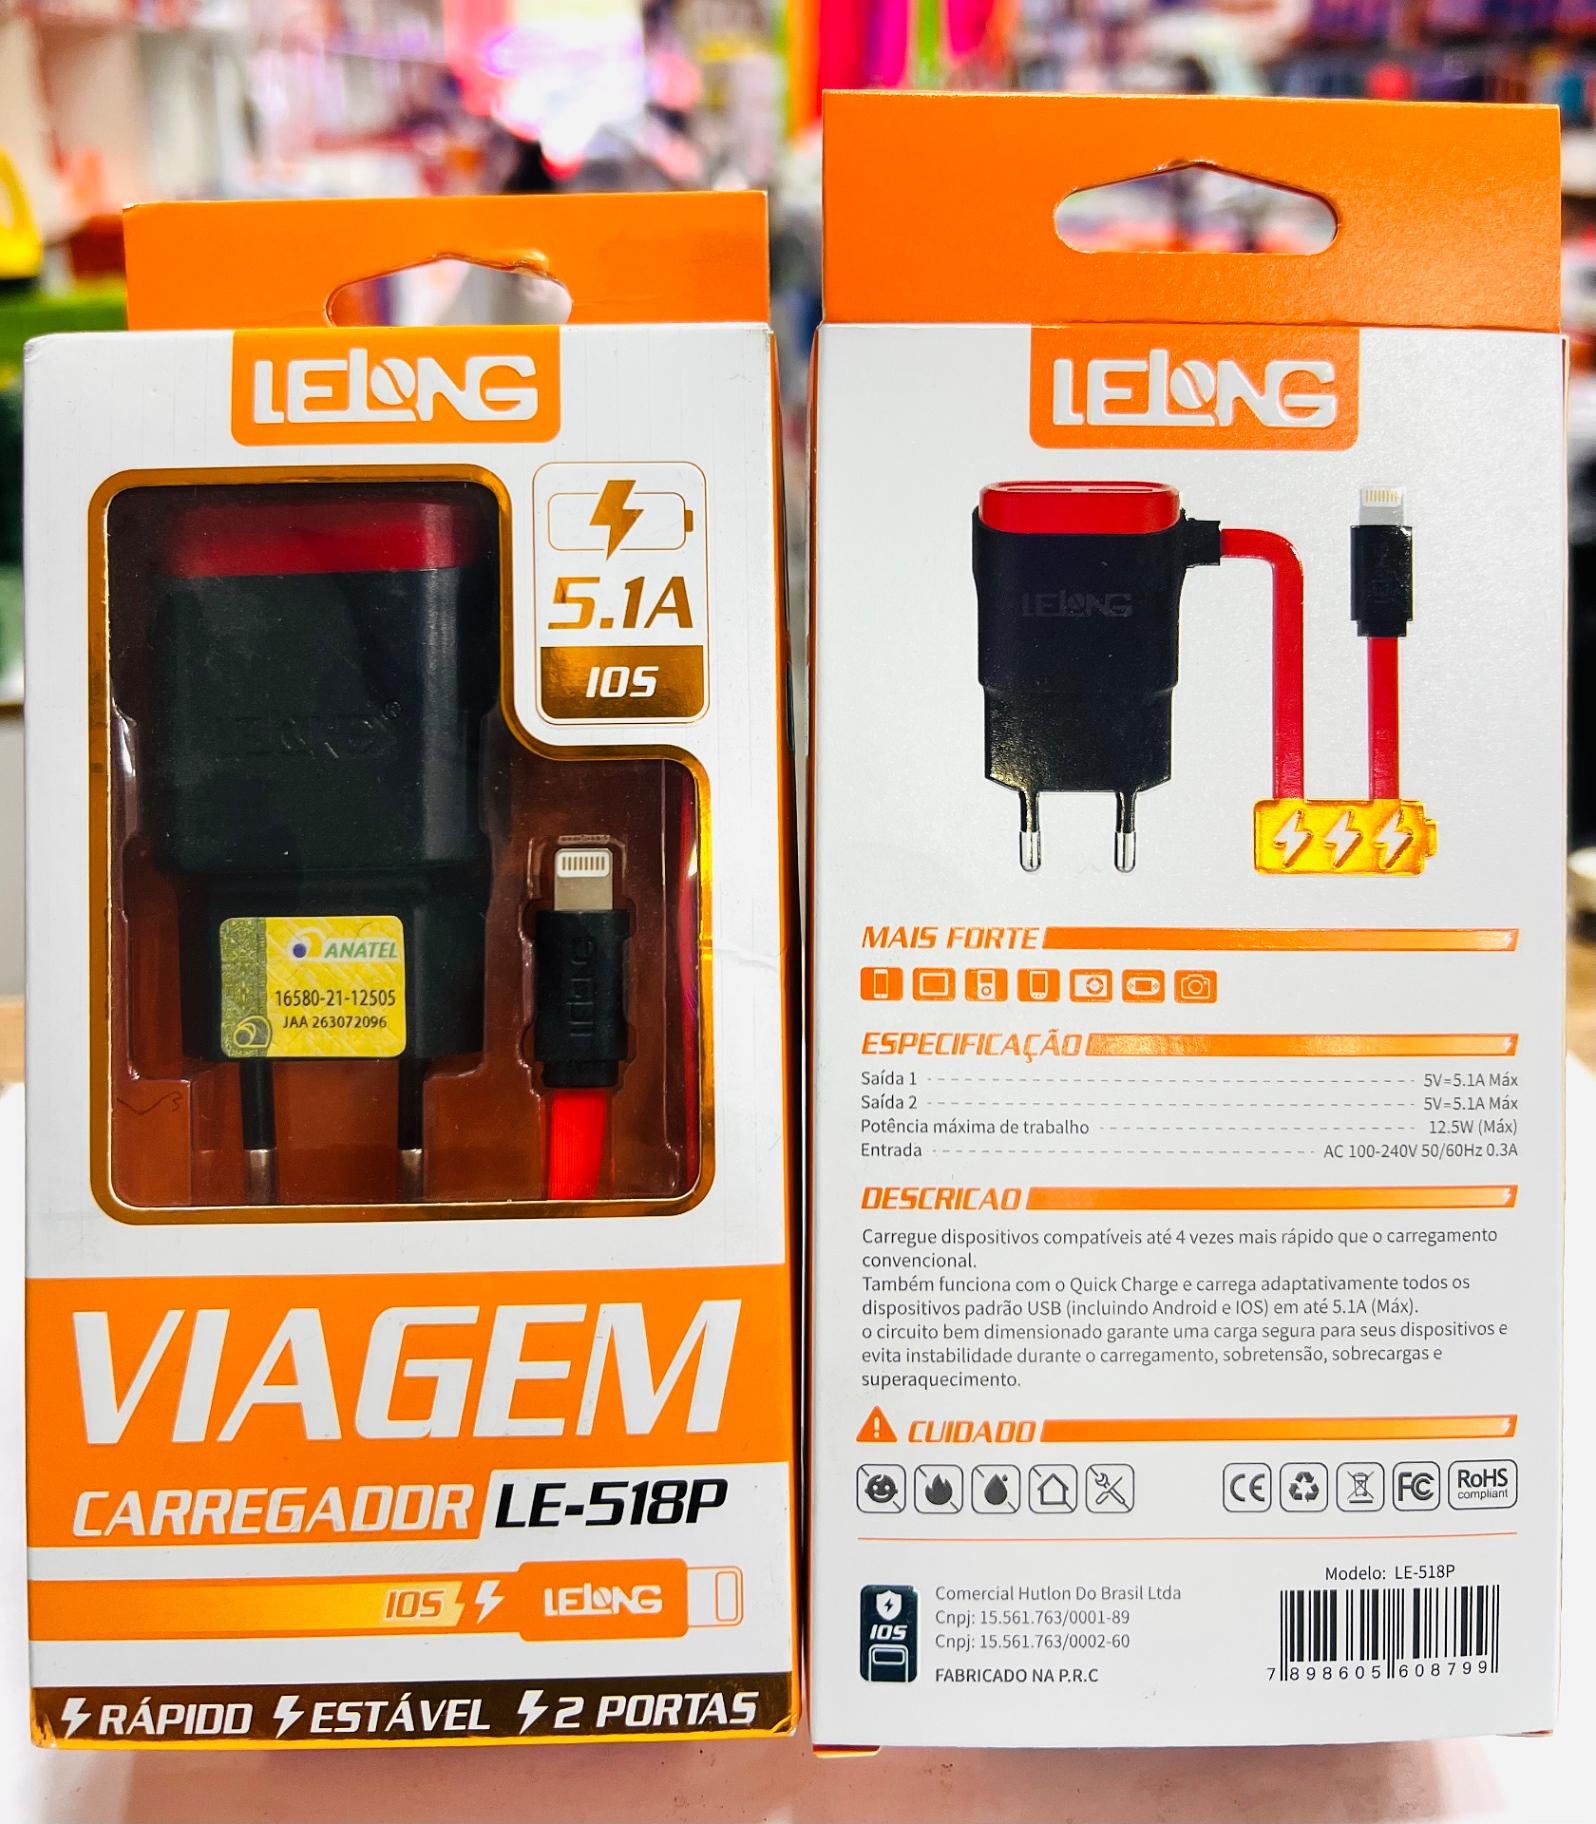 LELONG
5.1A
IOS
LELONG
ANATEL
16580-21-12505
JAA 263072096
LELONG
VIAGEM
CARREGADOR LE-518P
IOS LELONG
RÁPIDO ESTÁVEL 2 PORTAS
LELONG
LELONG
MAIS FORTE
ESPECIFICAÇÃO
Saída 1 5V=5.1A Máx
Saída 2 5V=5.1A Máx
Potência máxima de trabalho 12.5W (Máx)
Entrada AC 100-240V 50/60Hz 0.3A
DESCRICAO
Carregue dispositivos compatíveis até 4 vezes mais rápido que o carregamento
convencional.
Também funciona com o Quick Charge e carrega adaptativamente todos os
dispositivos padrão USB (incluindo Android e IOS) em até 5.1A (Máx).
o circuito bem dimensionado garante uma carga segura para seus dispositivos e
evita instabilidade durante o carregamento, sobretensão, sobrecargas e
superaquecimento.
CUIDADO
CE FC RoHS
compliant
IOS
Comercial Hutlon Do Brasil Ltda
Cnpj: 15.561.763/0001-89
Cnpj: 15.561.763/0002-60
FABRICADO NA P.R.C
Modelo: LE-518P
7 898605 608799